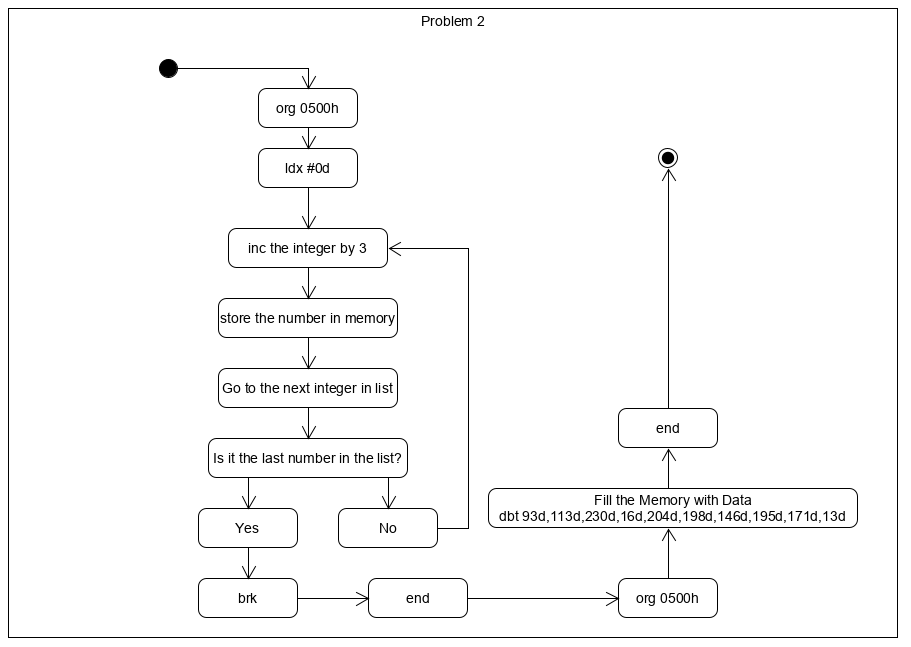 Problem 2
org 0500h
ldx #0d
inc the integer by 3
store the number in memory
Go to the next integer in list
Is it the last number in the list?
Yes
No
brk
end
org 0500h
Fill the Memory with Data
dbt 93d,113d,230d,16d,204d,198d,146d,195d,171d,13d
end